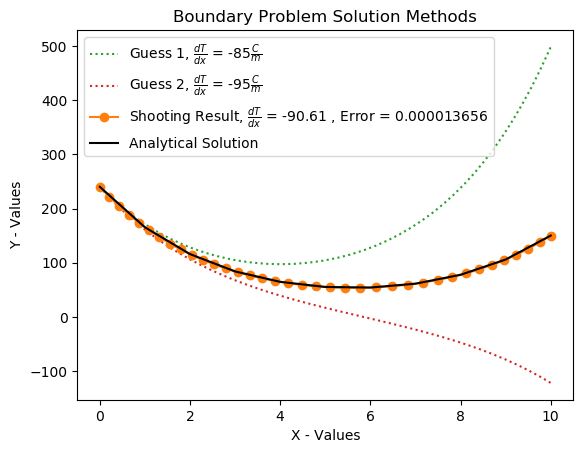 Boundary Problem Solution Methods
Guess 1, dT/dx = -85 C/m
Guess 2, dT/dx = -95 C/m
Shooting Result, dT/dx = -90.61 , Error = 0.000013656
Analytical Solution
Y - Values
500
400
300
200
100
0
−100
0 2 4 6 8 10
X - Values